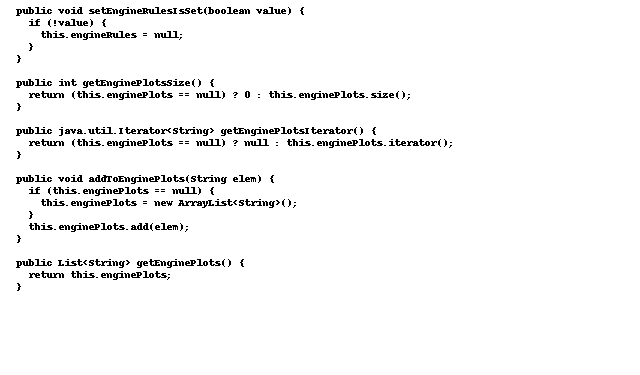 public void setEngineRulesIsSet(boolean value) {
  if (!value) {
    this.engineRules = null;
  }
}

public int getEnginePlotsSize() {
  return (this.enginePlots == null) ? 0 : this.enginePlots.size();
}

public java.util.Iterator<String> getEnginePlotsIterator() {
  return (this.enginePlots == null) ? null : this.enginePlots.iterator();
}

public void addToEnginePlots(String elem) {
  if (this.enginePlots == null) {
    this.enginePlots = new ArrayList<String>();
  }
  this.enginePlots.add(elem);
}

public List<String> getEnginePlots() {
  return this.enginePlots;
}